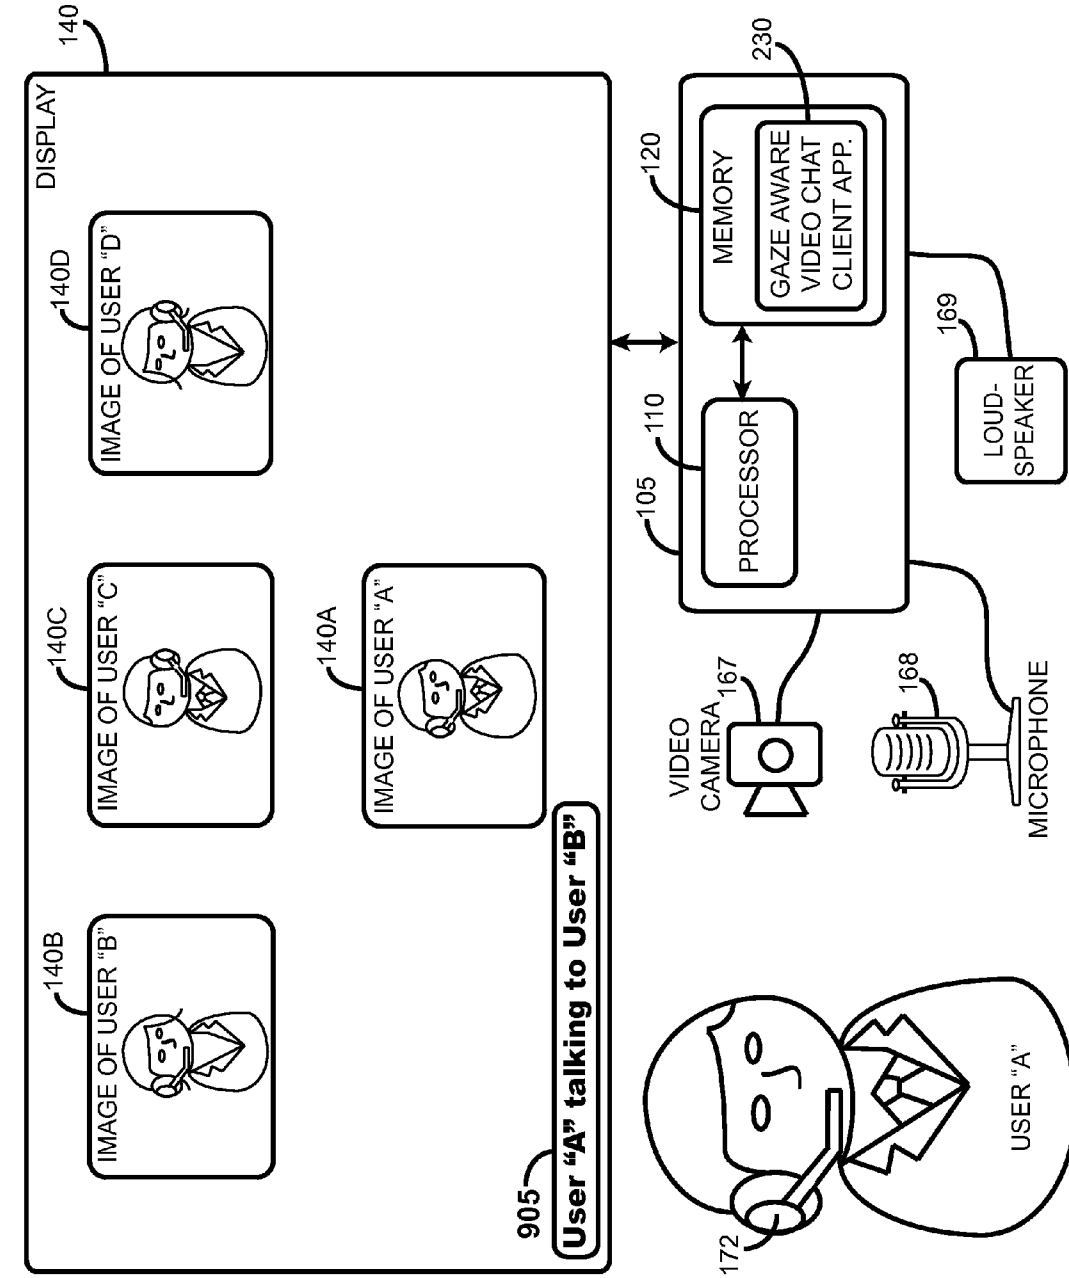 140
DISPLAY
140B
140C
140D
IMAGE OF USER "B"
IMAGE OF USER "C"
IMAGE OF USER "D"
140A
IMAGE OF USER "A"
905
User "A" talking to User "B"
105
110
120
230
PROCESSOR
MEMORY
GAZE AWARE
VIDEO CHAT
CLIENT APP.
VIDEO
CAMERA
167
168
MICROPHONE
169
LOUD-
SPEAKER
172
USER "A"